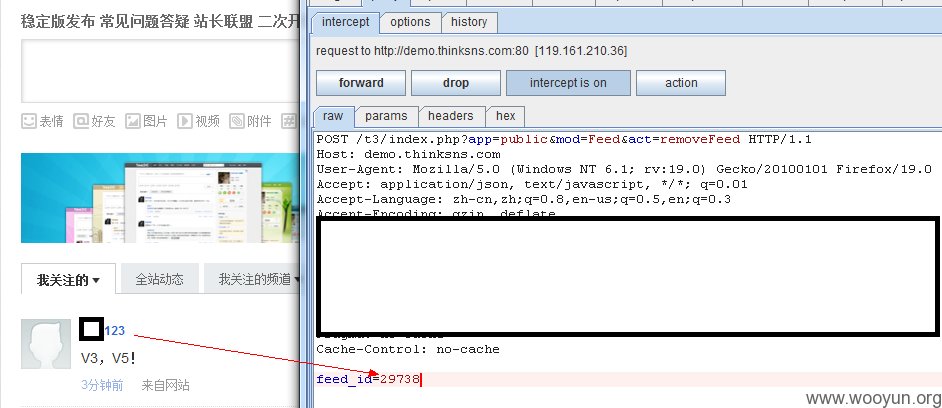 稳定版发布 常见问题答疑 站长联盟 二次开
表情 @好友 图片 视频 附件 #
我关注的 全站动态 我关注的频道
123
V3，V5！
3分钟前 来自网站
intercept options history
request to http://demo.thinksns.com:80 [119.161.210.36]
forward drop intercept is on action
raw params headers hex
POST /t3/index.php?app=public&mod=Feed&act=removeFeed HTTP/1.1
Host: demo.thinksns.com
User-Agent: Mozilla/5.0 (Windows NT 6.1; rv:19.0) Gecko/20100101 Firefox/19.0
Accept: application/json, text/javascript, */*; q=0.01
Accept-Language: zh-cn,zh;q=0.8,en-us;q=0.5,en;q=0.3
Accept-Encoding: gzip, deflate
Cache-Control: no-cache
feed_id=29738
www.wooyun.org